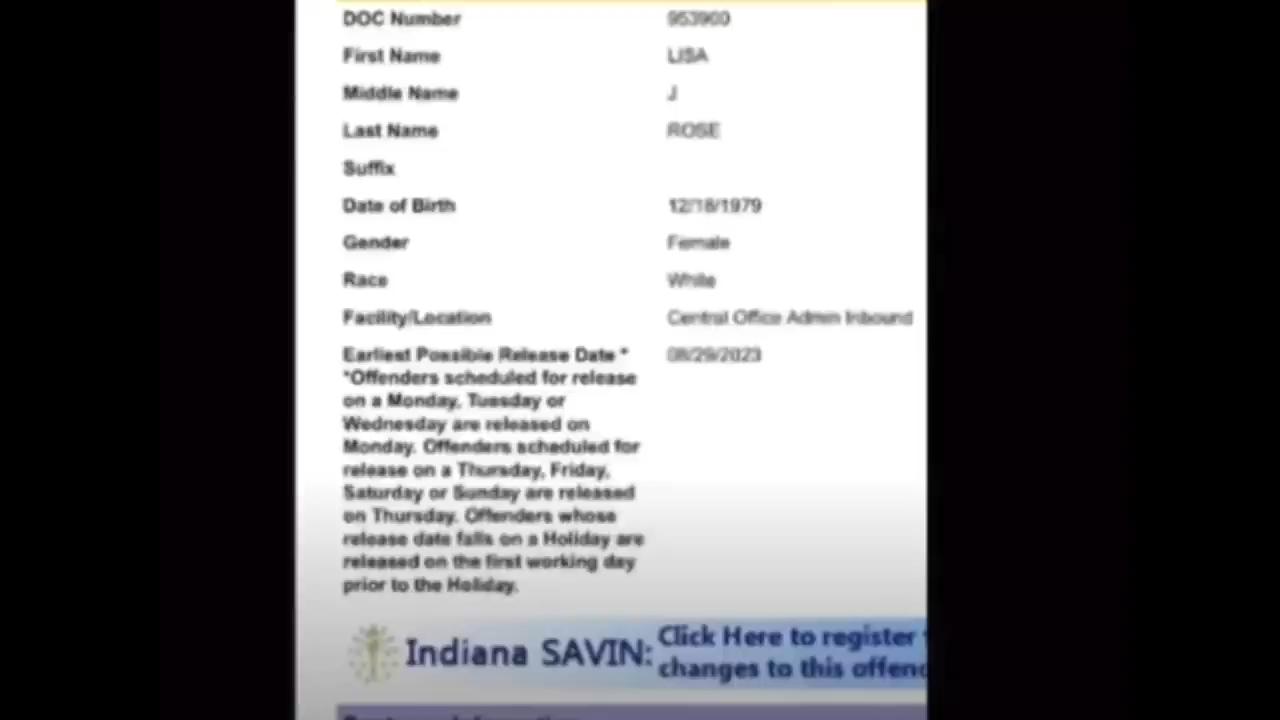 DOC Number 953900
First Name LISA
Middle Name J
Last Name ROSE
Suffix
Date of Birth 12/18/1979
Gender Female
Race White
Facility/Location Central Office Admin Inbound
Earliest Possible Release Date * 08/29/2023
*Offenders scheduled for release
on a Monday, Tuesday or
Wednesday are released on
Monday. Offenders scheduled for
release on a Thursday, Friday,
Saturday or Sunday are released
on Thursday. Offenders whose
release date falls on a Holiday are
released on the first working day
prior to the Holiday.
Indiana SAVIN:
Click Here to register
changes to this offend